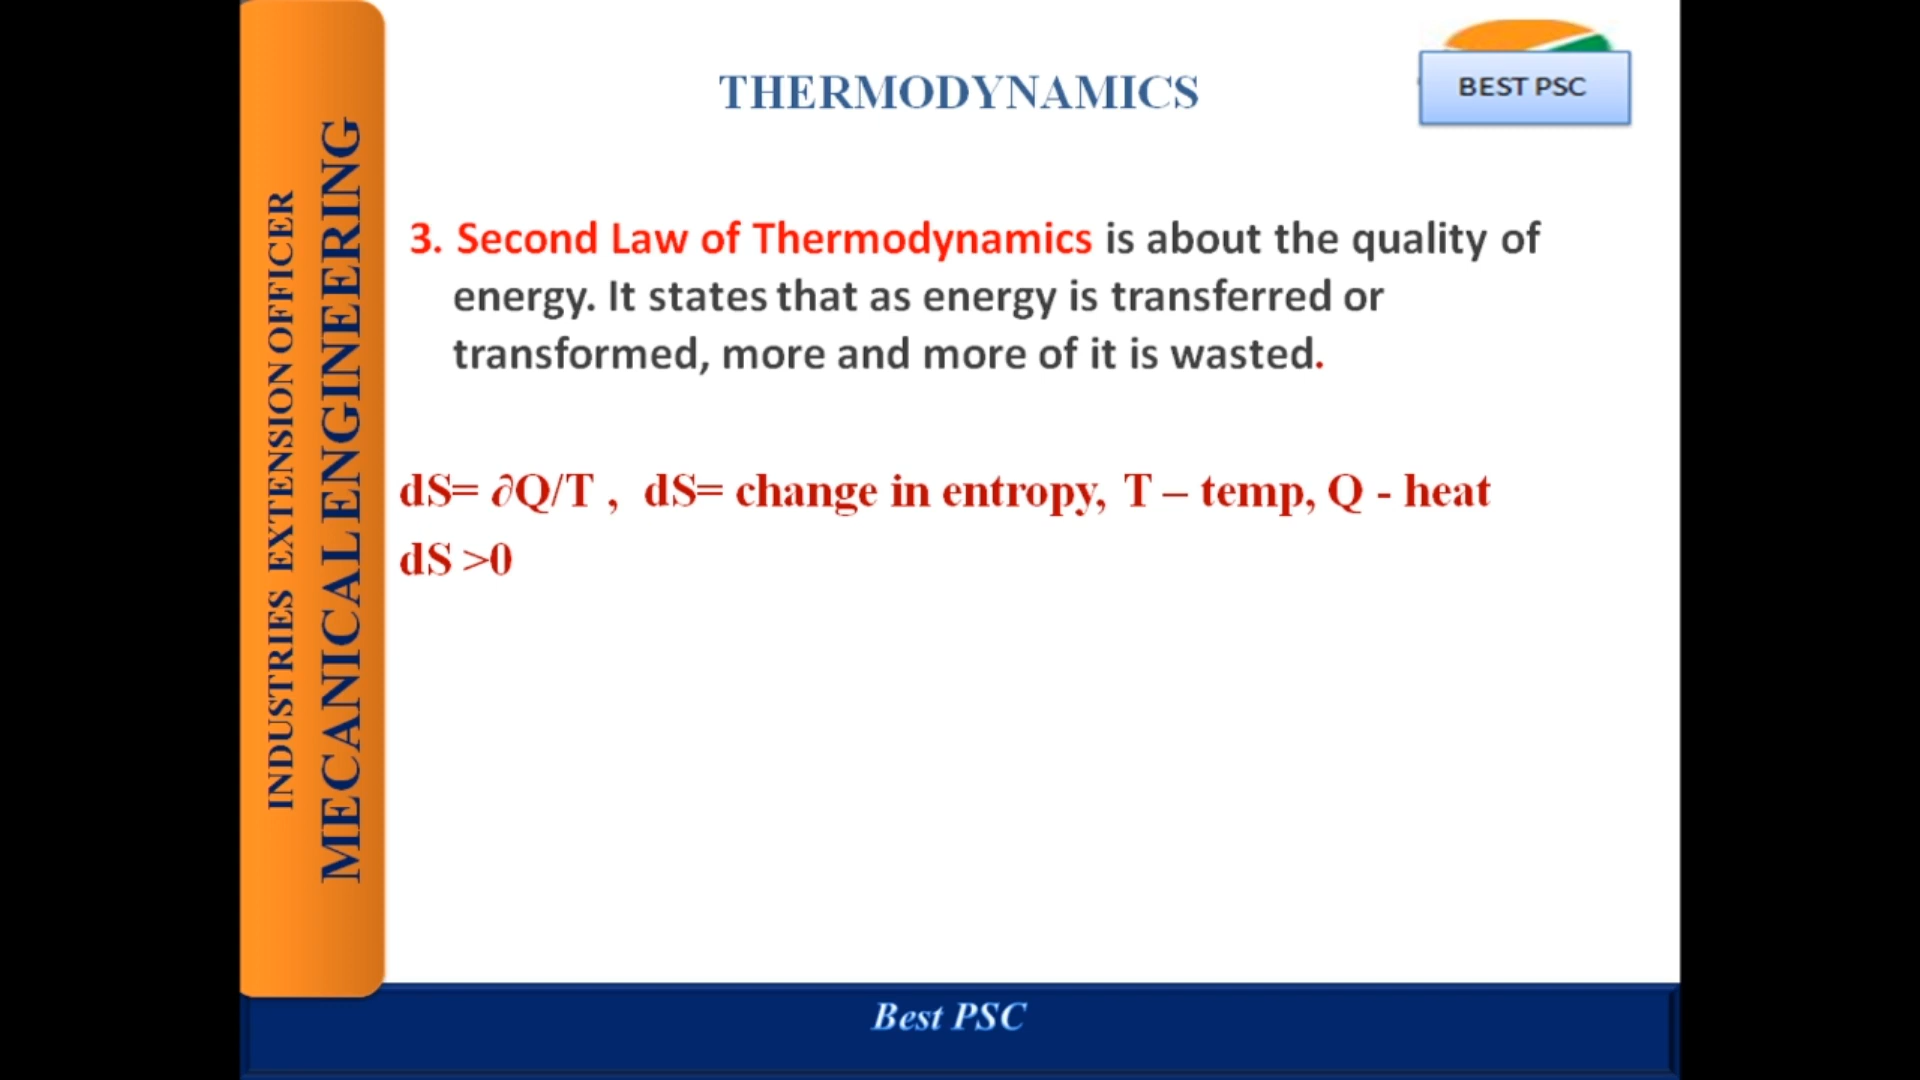 INDUSTRIES EXTENSION OFFICER
MECANICAL ENGINEERING
THERMODYNAMICS
BEST PSC
3. Second Law of Thermodynamics is about the quality of
energy. It states that as energy is transferred or
transformed, more and more of it is wasted.
dS= ∂Q/T , dS= change in entropy, T – temp, Q - heat
dS >0
Best PSC